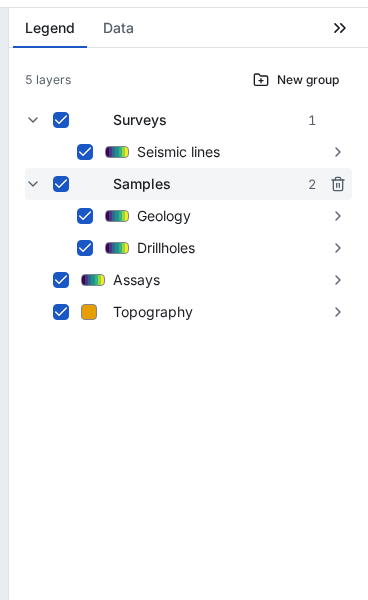 Legend Data
5 layers New group
Surveys 1
Seismic lines
Samples 2
Geology
Drillholes
Assays
Topography